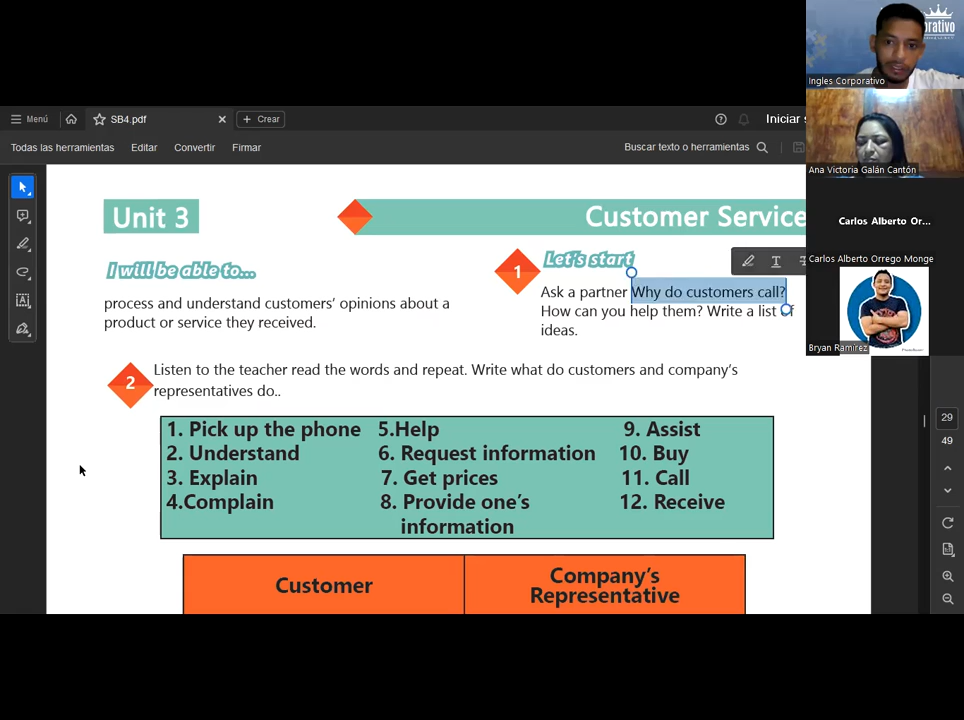 Menú
SB4.pdf
Crear
Iniciar s
Todas las herramientas
Editar
Convertir
Firmar
Buscar texto o herramientas
Unit 3
Customer Service
I will be able to...
process and understand customers' opinions about a
product or service they received.
1
Let's start
Ask a partner Why do customers call?
How can you help them? Write a list of
ideas.
2
Listen to the teacher read the words and repeat. Write what do customers and company's
representatives do..
1. Pick up the phone
2. Understand
3. Explain
4.Complain
5.Help
6. Request information
7. Get prices
8. Provide one's
information
9. Assist
10. Buy
11. Call
12. Receive
Customer
Company's
Representative
29
49
Ingles Corporativo
Ana Victoria Galán Cantón
Carlos Alberto Or...
Carlos Alberto Orrego Monge
Bryan Ramirez